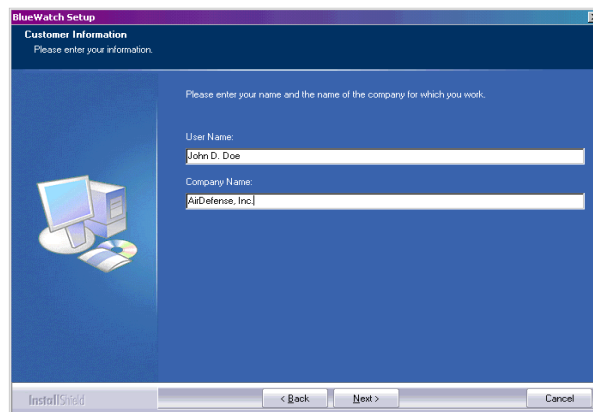 BlueWatch Setup
Customer Information
Please enter your information.
Please enter your name and the name of the company for which you work.
User Name:
John D. Doe
Company Name:
AirDefense, Inc.
InstallShield
< Back
Next >
Cancel